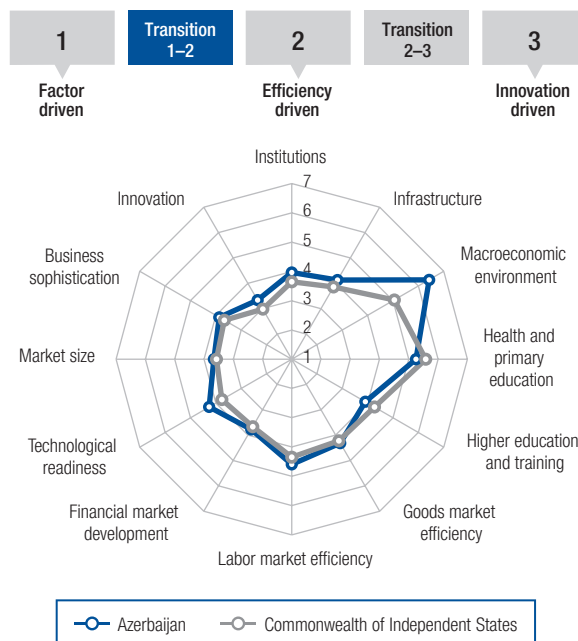 1
Transition
1–2
2
Transition
2–3
3
Factor
driven
Efficiency
driven
Innovation
driven
Institutions
7
6
5
4
3
2
1
Infrastructure
Macroeconomic
environment
Health and
primary
education
Higher education
and training
Goods market
efficiency
Labor market efficiency
Financial market
development
Technological
readiness
Market size
Business
sophistication
Innovation
Azerbaijan
Commonwealth of Independent States